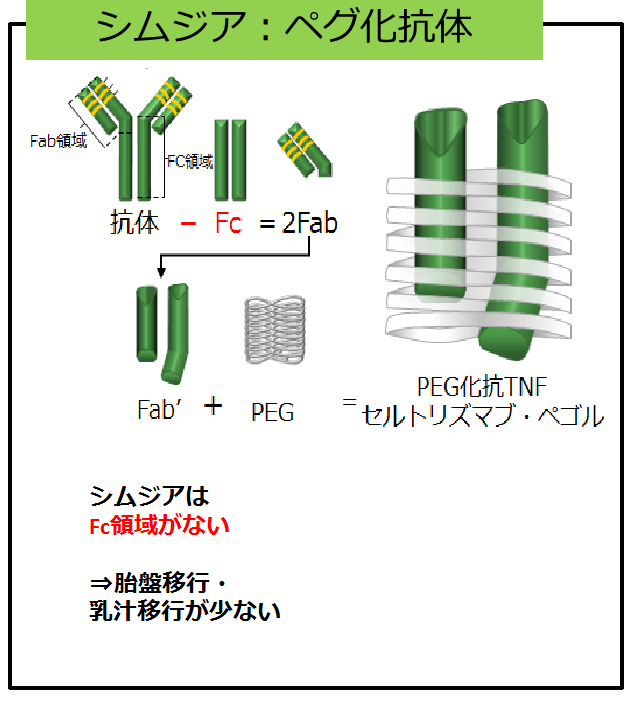 シムジア：ペグ化抗体
Fab領域
FC領域
抗体 － Fc ＝2Fab
Fab’ ＋ PEG ＝
PEG化抗TNF
セルトリズマブ・ペゴル
シムジアは
Fc領域がない
⇒胎盤移行・
乳汁移行が少ない